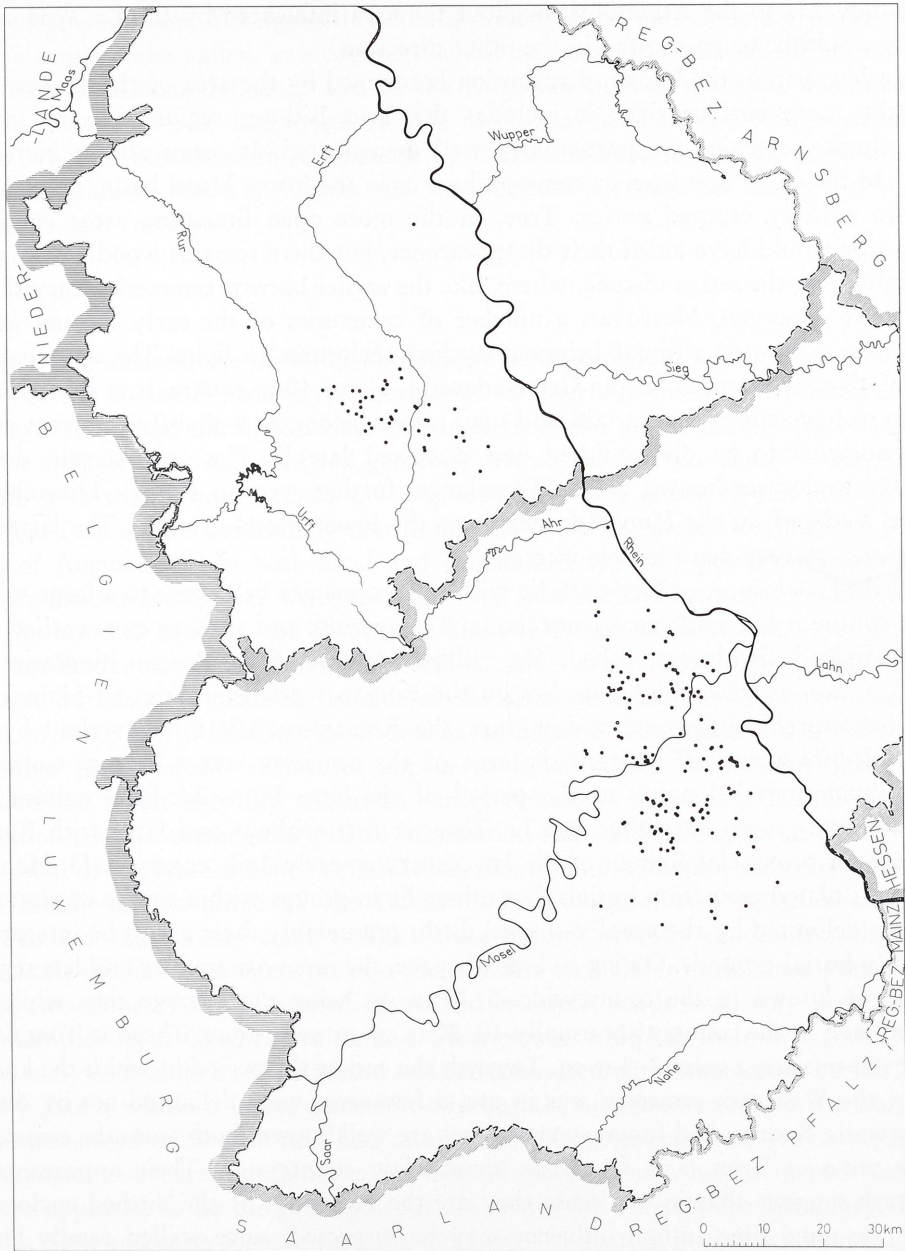 REG-BEZ ARNSBERG
NIEDER-LANDE
Maas
Erft
Wupper
Rur
Sieg
BELGIEN
Urft
Ahr
Rhein
Lahn
LUXEMBURG
HESSEN
REG-BEZ MAINZ
Mosel
REG-BEZ PFALZ
Nahe
Saar
SAARLAND
0 10 20 30km